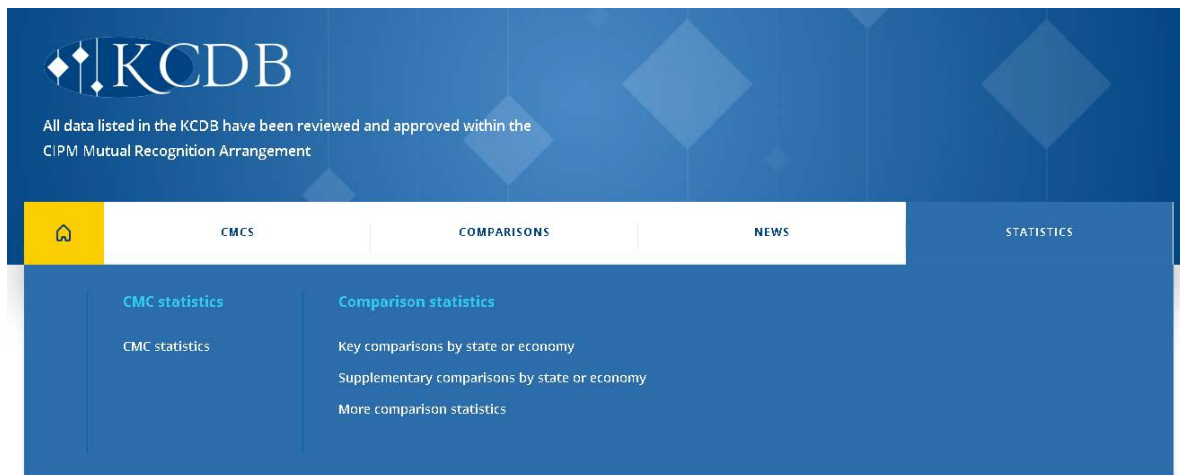 KCDB
All data listed in the KCDB have been reviewed and approved within the
CIPM Mutual Recognition Arrangement
CMCS
COMPARISONS
NEWS
STATISTICS
CMC statistics
CMC statistics
Comparison statistics
Key comparisons by state or economy
Supplementary comparisons by state or economy
More comparison statistics